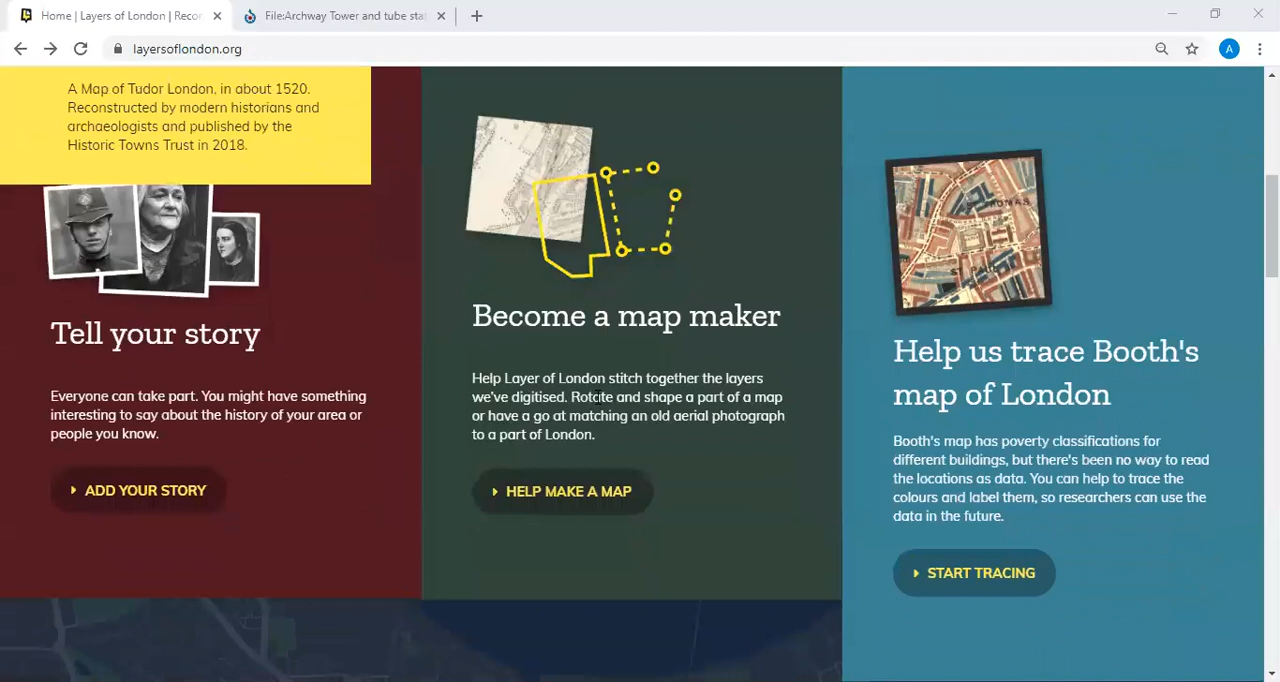 Home | Layers of London | Recor
File:Archway Tower and tube stat
layersoflondon.org
A
A Map of Tudor London, in about 1520.
Reconstructed by modern historians and
archaeologists and published by the
Historic Towns Trust in 2018.
Tell your story
Everyone can take part. You might have something
interesting to say about the history of your area or
people you know.
ADD YOUR STORY
Become a map maker
Help Layer of London stitch together the layers
we've digitised. Rotate and shape a part of a map
or have a go at matching an old aerial photograph
to a part of London.
HELP MAKE A MAP
Help us trace Booth's
map of London
Booth's map has poverty classifications for
different buildings, but there's been no way to read
the locations as data. You can help to trace the
colours and label them, so researchers can use the
data in the future.
START TRACING